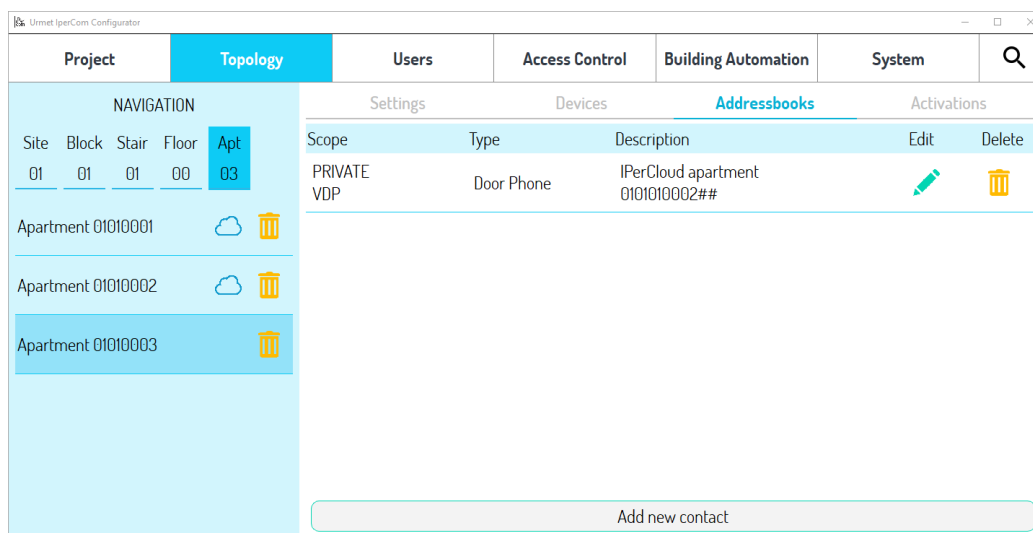 Urmet IperCom Configurator
Project Topology Users Access Control Building Automation System
NAVIGATION
Site Block Stair Floor Apt
01 01 01 00 03
Apartment 01010001
Apartment 01010002
Apartment 01010003
Settings Devices Addressbooks Activations
Scope Type Description Edit Delete
PRIVATE
VDP
Door Phone
IPerCloud apartment
0101010002##
Add new contact